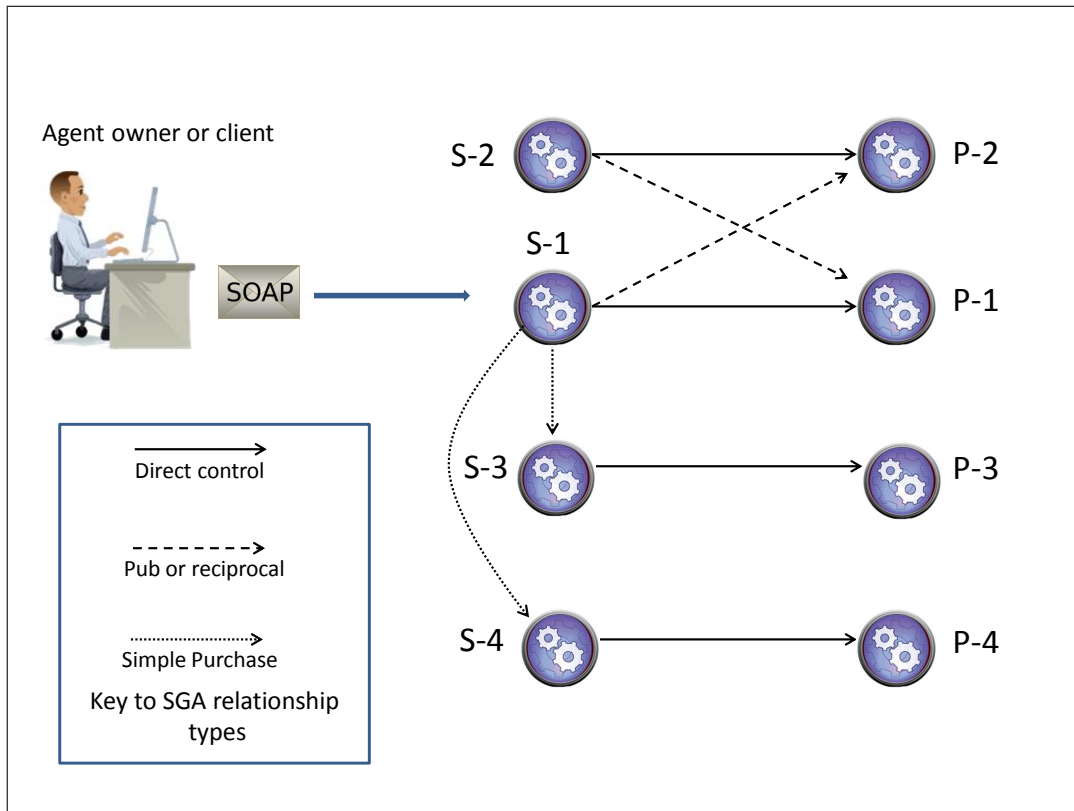 Agent owner or client
S-2
P-2
S-1
SOAP
P-1
S-3
P-3
S-4
P-4
Direct control
Pub or reciprocal
Simple Purchase
Key to SGA relationship
types